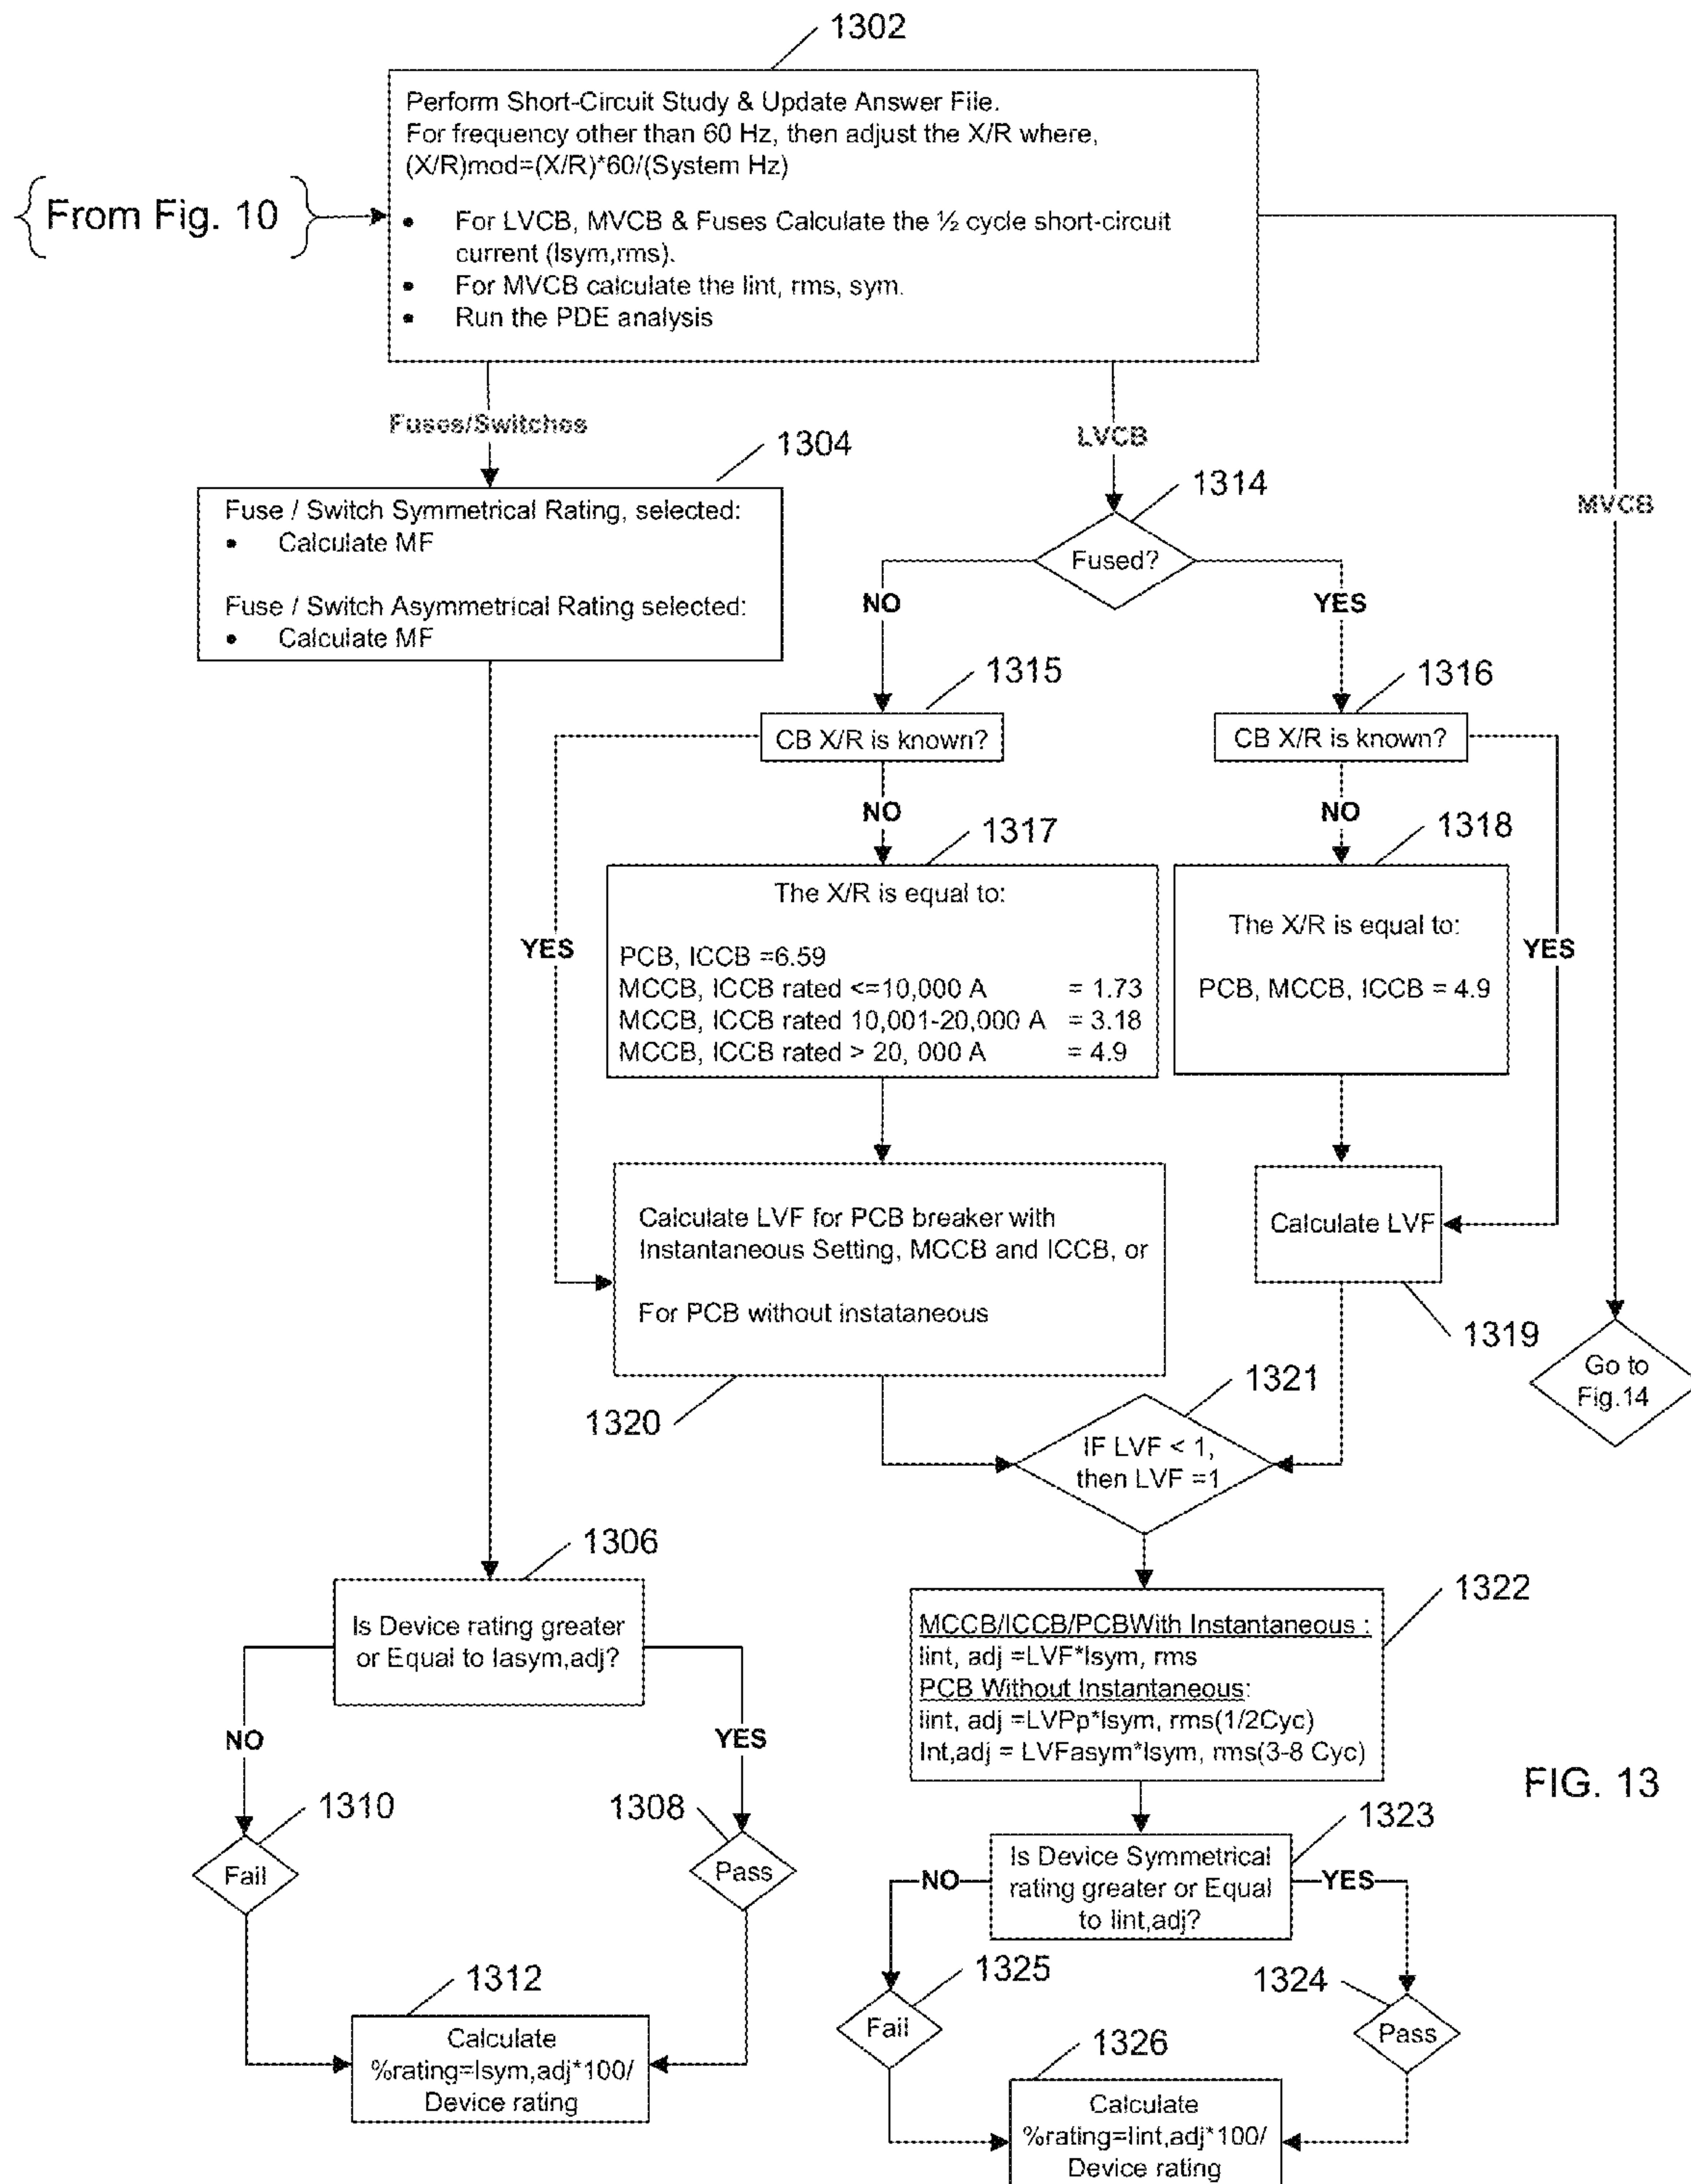 1302
Perform Short-Circuit Study & Update Answer File.
For frequency other than 60 Hz, then adjust the X/R where,
(X/R)mod=(X/R)*60/(System Hz)
• For LVCB, MVCB & Fuses Calculate the ½ cycle short-circuit
current (Isym,rms).
• For MVCB calculate the Iint, rms, sym.
• Run the PDE analysis
{From Fig. 10}
Fuses/Switches
LVCB
MVCB
1304
Fuse / Switch Symmetrical Rating, selected:
• Calculate MF
Fuse / Switch Asymmetrical Rating selected:
• Calculate MF
1314
Fused?
NO
YES
1315
CB X/R is known?
1316
CB X/R is known?
NO
NO
YES
YES
1317
The X/R is equal to:
PCB, ICCB =6.59
MCCB, ICCB rated <=10,000 A = 1.73
MCCB, ICCB rated 10,001-20,000 A = 3.18
MCCB, ICCB rated > 20, 000 A = 4.9
1318
The X/R is equal to:
PCB, MCCB, ICCB = 4.9
Calculate LVF for PCB breaker with
Instantaneous Setting, MCCB and ICCB, or
For PCB without instataneous
1320
Calculate LVF
1319
Go to
Fig.14
1321
IF LVF < 1,
then LVF =1
1306
Is Device rating greater
or Equal to Iasym,adj?
NO
YES
1310
Fail
1308
Pass
1312
Calculate
%rating=Isym,adj*100/
Device rating
1322
MCCB/ICCB/PCBWith Instantaneous :
Iint, adj =LVF*Isym, rms
PCB Without Instantaneous:
Iint, adj =LVPp*Isym, rms(1/2Cyc)
Int,adj = LVFasym*Isym, rms(3-8 Cyc)
1323
Is Device Symmetrical
rating greater or Equal
to Iint,adj?
NO
YES
1325
Fail
1324
Pass
1326
Calculate
%rating=Iint,adj*100/
Device rating
FIG. 13